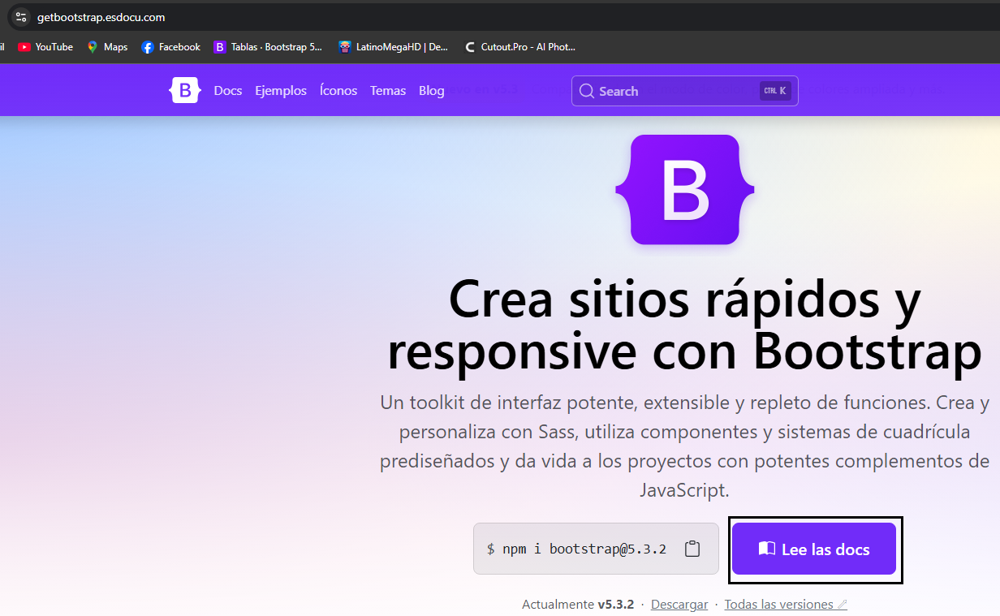 getbootstrap.esdocu.com
il YouTube Maps Facebook B Tablas · Bootstrap 5... LatinoMegaHD | De... Cutout.Pro - AI Phot...
B Docs Ejemplos Íconos Temas Blog Search CTRL K
B
Crea sitios rápidos y
responsive con Bootstrap
Un toolkit de interfaz potente, extensible y repleto de funciones. Crea y
personaliza con Sass, utiliza componentes y sistemas de cuadrícula
prediseñados y da vida a los proyectos con potentes complementos de
JavaScript.
$ npm i bootstrap@5.3.2 Lee las docs
Actualmente v5.3.2 · Descargar · Todas las versiones